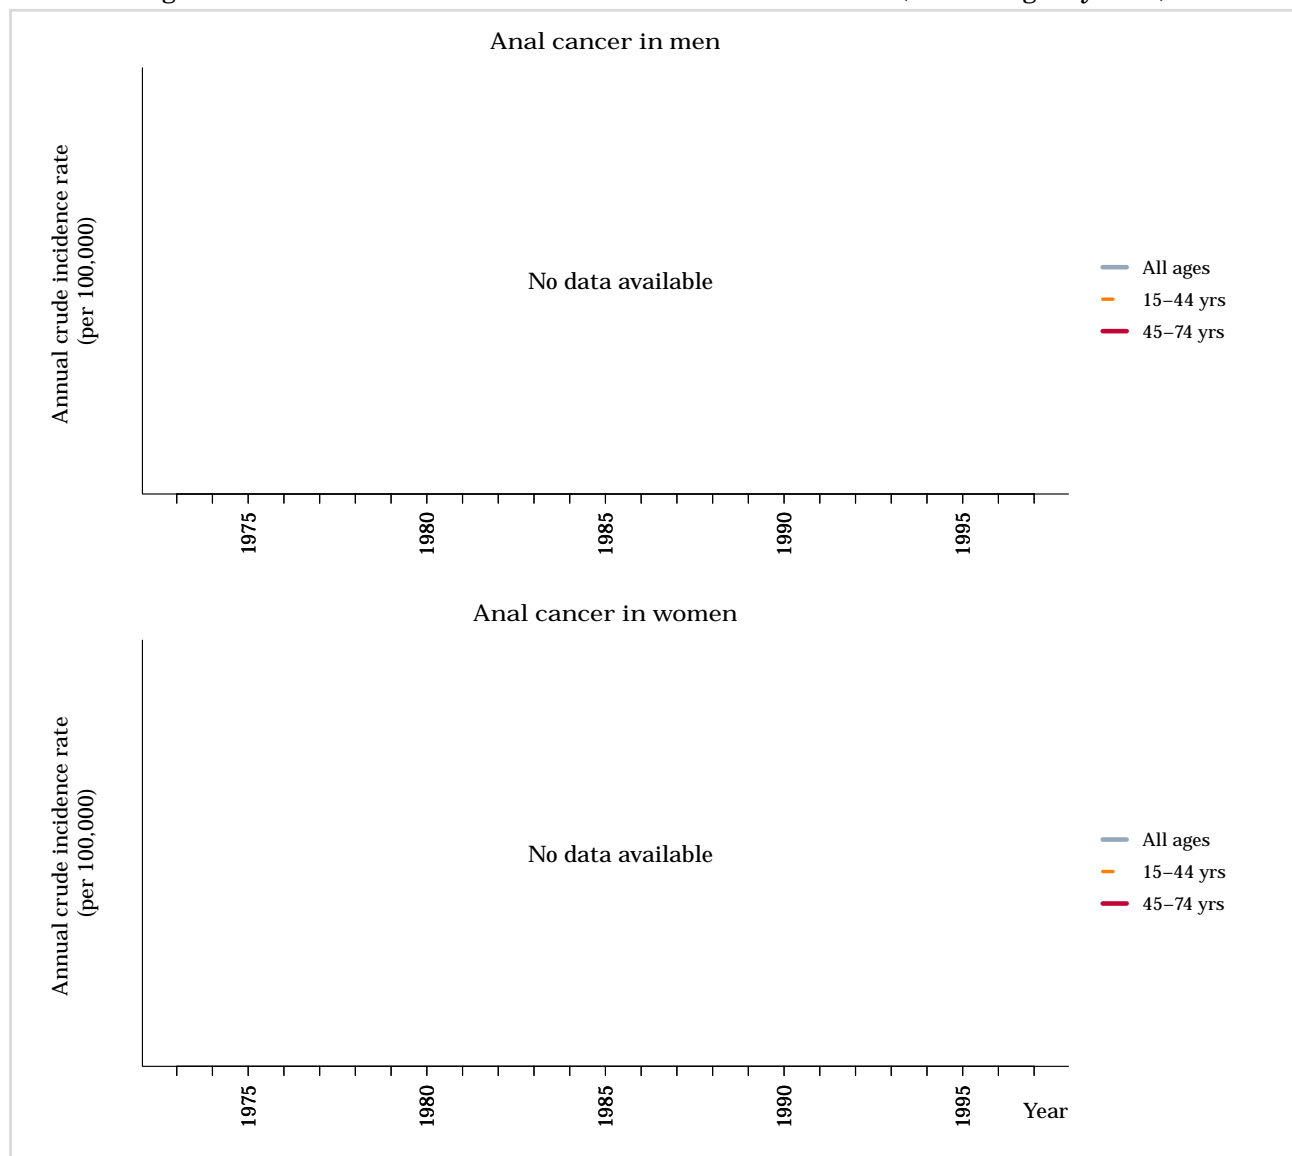 Anal cancer in men
Annual crude incidence rate
(per 100,000)
No data available
All ages
15–44 yrs
45–74 yrs
1975
1980
1985
1990
1995
Anal cancer in women
Annual crude incidence rate
(per 100,000)
No data available
All ages
15–44 yrs
45–74 yrs
1975
1980
1985
1990
1995
Year